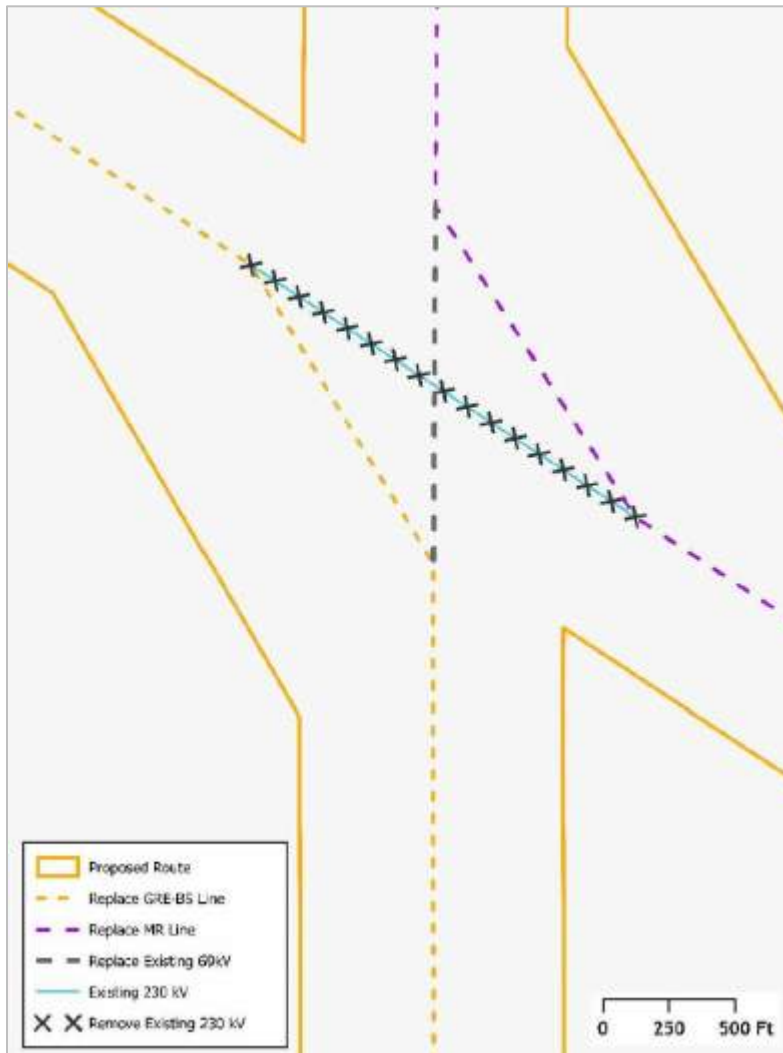 Proposed Route
Replace GRE-BS Line
Replace MR Line
Replace Existing 69kV
Existing 230 kV
Remove Existing 230 kV
0 250 500 Ft